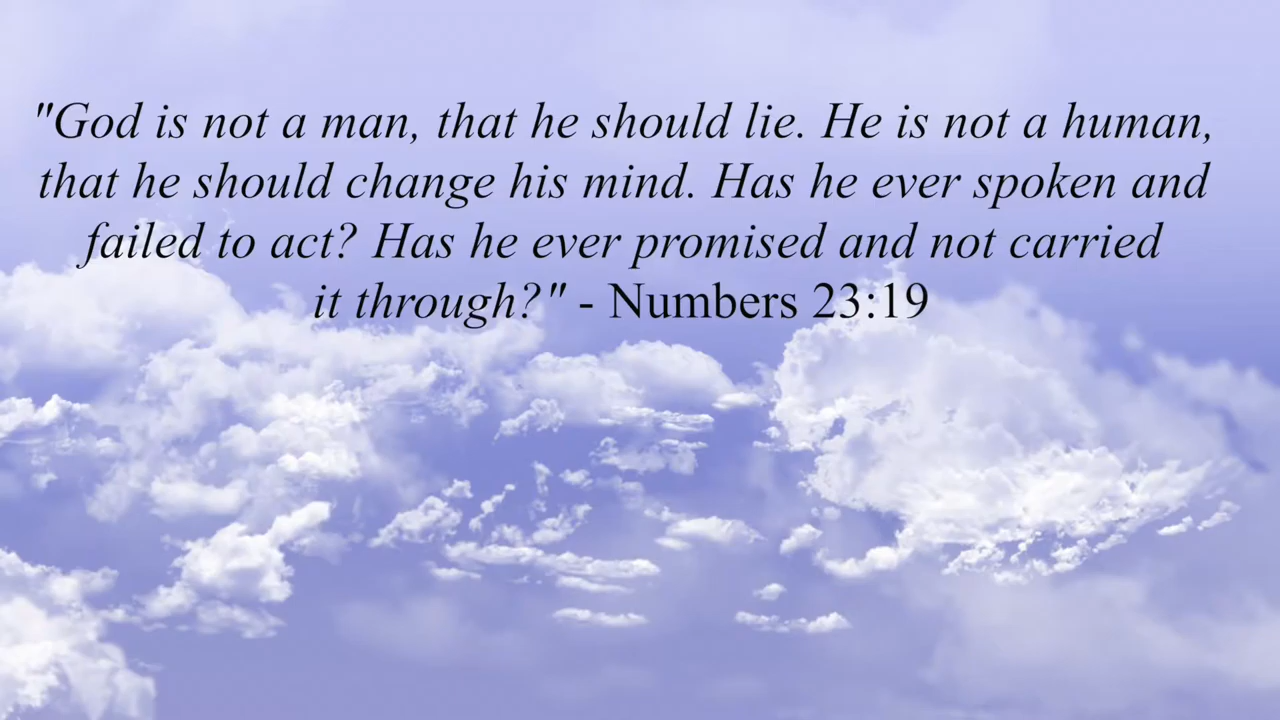 "God is not a man, that he should lie. He is not a human,
that he should change his mind. Has he ever spoken and
failed to act? Has he ever promised and not carried
it through?" - Numbers 23:19